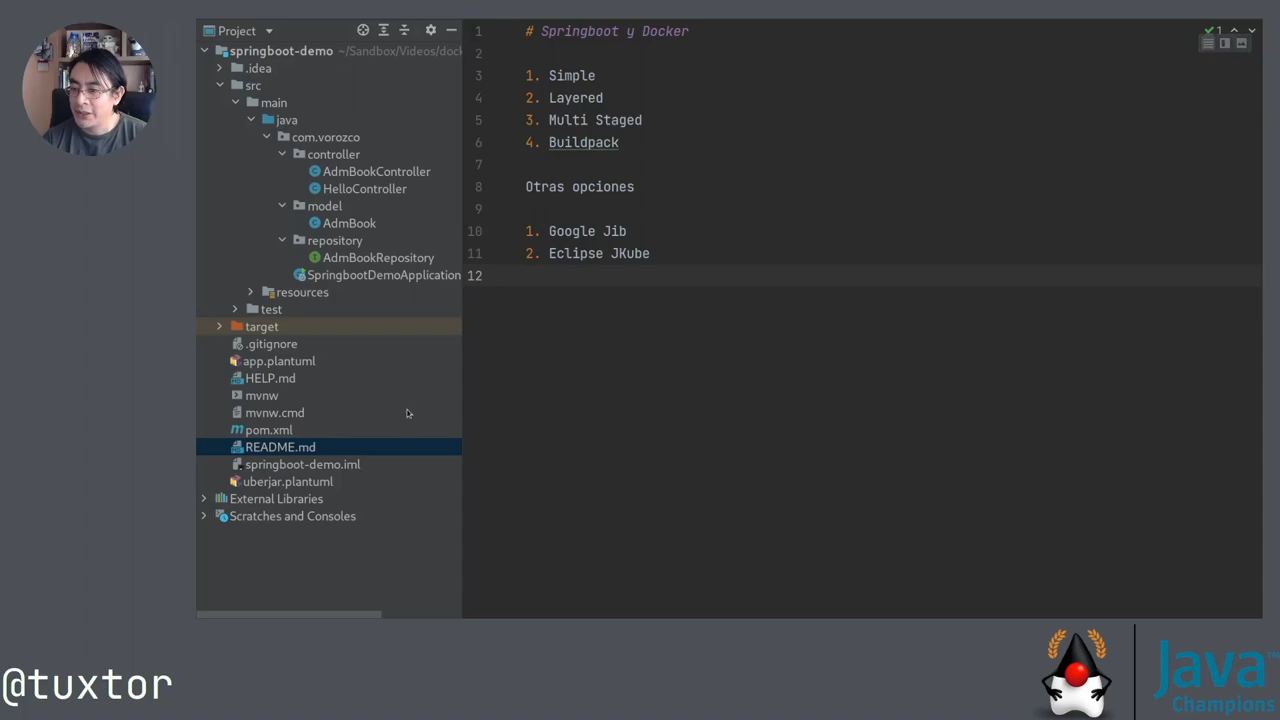 Project
springboot-demo ~/Sandbox/Videos/dock
.idea
src
main
java
com.vorozco
controller
AdmBookController
HelloController
model
AdmBook
repository
AdmBookRepository
SpringbootDemoApplication
resources
test
target
.gitignore
app.plantuml
HELP.md
mvnw
mvnw.cmd
pom.xml
README.md
springboot-demo.iml
uberjar.plantuml
External Libraries
Scratches and Consoles
1 # Springboot y Docker
2
3 1. Simple
4 2. Layered
5 3. Multi Staged
6 4. Buildpack
7
8 Otras opciones
9
10 1. Google Jib
11 2. Eclipse JKube
12
1
@tuxtor
Java™
Champions